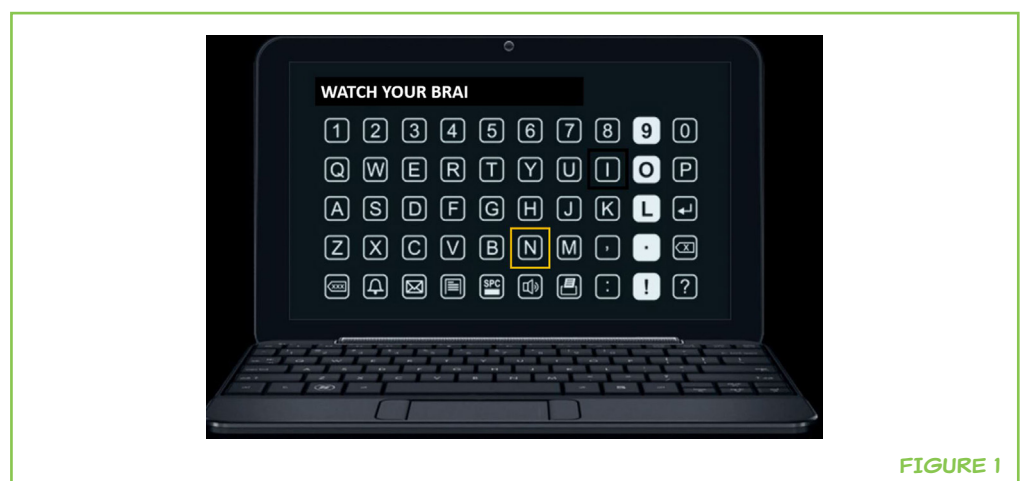 WATCH YOUR BRAI
1 2 3 4 5 6 7 8 9 0
Q W E R T Y U I O P
A S D F G H J K L
Z X C V B N M , .
SPC : ! ?
FIGURE 1